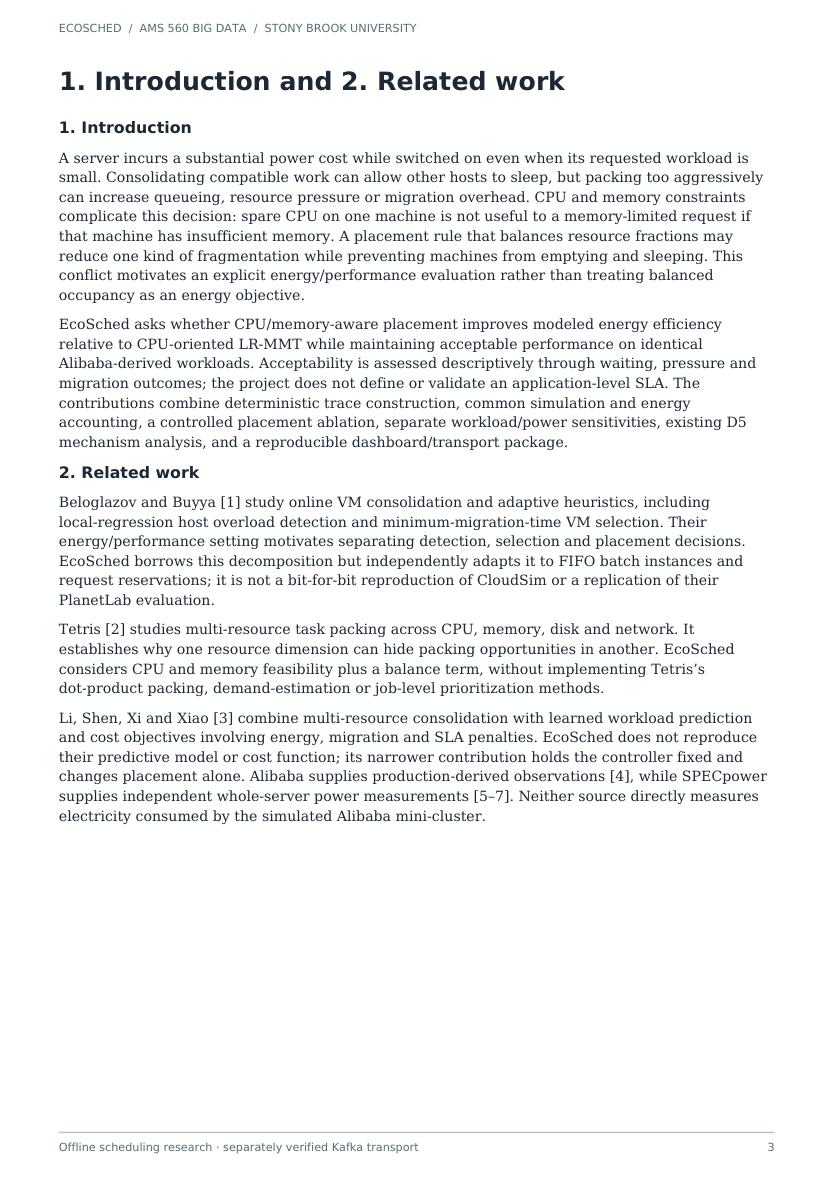 ECOSCHED / AMS 560 BIG DATA / STONY BROOK UNIVERSITY
1. Introduction and 2. Related work
1. Introduction
A server incurs a substantial power cost while switched on even when its requested workload is
small. Consolidating compatible work can allow other hosts to sleep, but packing too aggressively
can increase queueing, resource pressure or migration overhead. CPU and memory constraints
complicate this decision: spare CPU on one machine is not useful to a memory-limited request if
that machine has insufficient memory. A placement rule that balances resource fractions may
reduce one kind of fragmentation while preventing machines from emptying and sleeping. This
conflict motivates an explicit energy/performance evaluation rather than treating balanced
occupancy as an energy objective.
EcoSched asks whether CPU/memory-aware placement improves modeled energy efficiency
relative to CPU-oriented LR-MMT while maintaining acceptable performance on identical
Alibaba-derived workloads. Acceptability is assessed descriptively through waiting, pressure and
migration outcomes; the project does not define or validate an application-level SLA. The
contributions combine deterministic trace construction, common simulation and energy
accounting, a controlled placement ablation, separate workload/power sensitivities, existing D5
mechanism analysis, and a reproducible dashboard/transport package.
2. Related work
Beloglazov and Buyya [1] study online VM consolidation and adaptive heuristics, including
local-regression host overload detection and minimum-migration-time VM selection. Their
energy/performance setting motivates separating detection, selection and placement decisions.
EcoSched borrows this decomposition but independently adapts it to FIFO batch instances and
request reservations; it is not a bit-for-bit reproduction of CloudSim or a replication of their
PlanetLab evaluation.
Tetris [2] studies multi-resource task packing across CPU, memory, disk and network. It
establishes why one resource dimension can hide packing opportunities in another. EcoSched
considers CPU and memory feasibility plus a balance term, without implementing Tetris’s
dot-product packing, demand-estimation or job-level prioritization methods.
Li, Shen, Xi and Xiao [3] combine multi-resource consolidation with learned workload prediction
and cost objectives involving energy, migration and SLA penalties. EcoSched does not reproduce
their predictive model or cost function; its narrower contribution holds the controller fixed and
changes placement alone. Alibaba supplies production-derived observations [4], while SPECpower
supplies independent whole-server power measurements [5–7]. Neither source directly measures
electricity consumed by the simulated Alibaba mini-cluster.
Offline scheduling research · separately verified Kafka transport
3